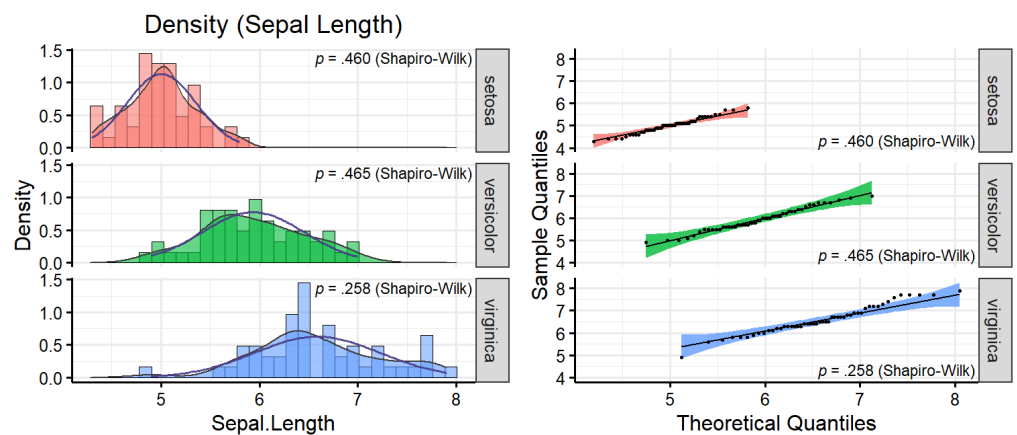 Density (Sepal Length)
Density
1.5
1.0
0.5
0.0
p = .460 (Shapiro-Wilk)
setosa
1.5
1.0
0.5
0.0
p = .465 (Shapiro-Wilk)
versicolor
1.5
1.0
0.5
0.0
p = .258 (Shapiro-Wilk)
virginica
5 6 7 8
Sepal.Length
Sample Quantiles
8
7
6
5
4
p = .460 (Shapiro-Wilk)
setosa
8
7
6
5
4
p = .465 (Shapiro-Wilk)
versicolor
8
7
6
5
4
p = .258 (Shapiro-Wilk)
virginica
5 6 7 8
Theoretical Quantiles